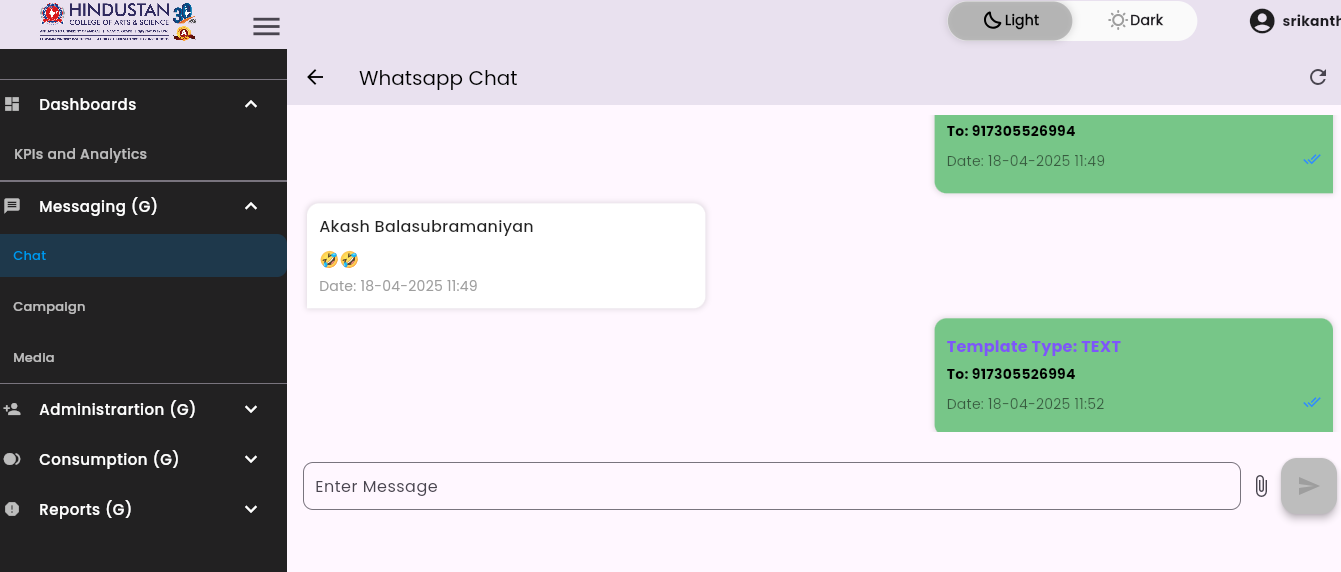 HINDUSTAN
COLLEGE OF ARTS & SCIENCE
Light
Dark
srikanth
Whatsapp Chat
Dashboards
KPIs and Analytics
Messaging (G)
Chat
Campaign
Media
Administrartion (G)
Consumption (G)
Reports (G)
To: 917305526994
Date: 18-04-2025 11:49
Akash Balasubramaniyan
🤣🤣
Date: 18-04-2025 11:49
Template Type: TEXT
To: 917305526994
Date: 18-04-2025 11:52
Enter Message